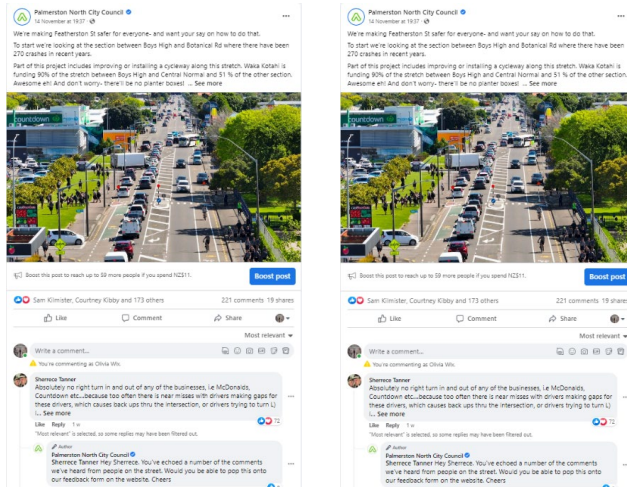 Palmerston North City Council
14 November at 19:37
We're making Featherston St safer for everyone- and want your say on how to do that.
To start we're looking at the section between Boys High and Botanical Rd where there have been
270 crashes in recent years.
Part of this project includes improving or installing a cycleway along this stretch. Waka Kotahi is
funding 90% of the stretch between Boys High and Central Normal and 51 % of the other section.
Awesome eh! And don't worry- there'll be no planter boxes! ... See more
countdown
Boost this post to reach up to 59 more people if you spend NZ$11.
Boost post
Sam Klimister, Courtney Kibby and 173 others
221 comments 19 shares
Like
Comment
Share
Most relevant
Write a comment...
You're commenting as Olivia Wix.
Sherrece Tanner
Absolutely no right turn in and out of any of the businesses, i.e McDonalds,
Countdown etc...because too often there is near misses with drivers making gaps for
these drivers, which causes back ups thru the intersection, or drivers trying to turn L)
i... See more
Like Reply 1 w
72
"Most relevant" is selected, so some replies may have been filtered out.
Author
Palmerston North City Council
Sherrece Tanner Hey Sherrece. You've echoed a number of the comments
we've heard from people on the street. Would you be able to pop this onto
our feedback form on the website. Cheers
Palmerston North City Council
14 November at 19:37
We're making Featherston St safer for everyone- and want your say on how to do that.
To start we're looking at the section between Boys High and Botanical Rd where there have been
270 crashes in recent years.
Part of this project includes improving or installing a cycleway along this stretch. Waka Kotahi is
funding 90% of the stretch between Boys High and Central Normal and 51 % of the other section.
Awesome eh! And don't worry- there'll be no planter boxes! ... See more
countdown
Boost this post to reach up to 59 more people if you spend NZ$11.
Boost post
Sam Klimister, Courtney Kibby and 173 others
221 comments 19 shares
Like
Comment
Share
Most relevant
Write a comment...
You're commenting as Olivia Wix.
Sherrece Tanner
Absolutely no right turn in and out of any of the businesses, i.e McDonalds,
Countdown etc...because too often there is near misses with drivers making gaps for
these drivers, which causes back ups thru the intersection, or drivers trying to turn L)
i... See more
Like Reply 1 w
72
"Most relevant" is selected, so some replies may have been filtered out.
Author
Palmerston North City Council
Sherrece Tanner Hey Sherrece. You've echoed a number of the comments
we've heard from people on the street. Would you be able to pop this onto
our feedback form on the website. Cheers